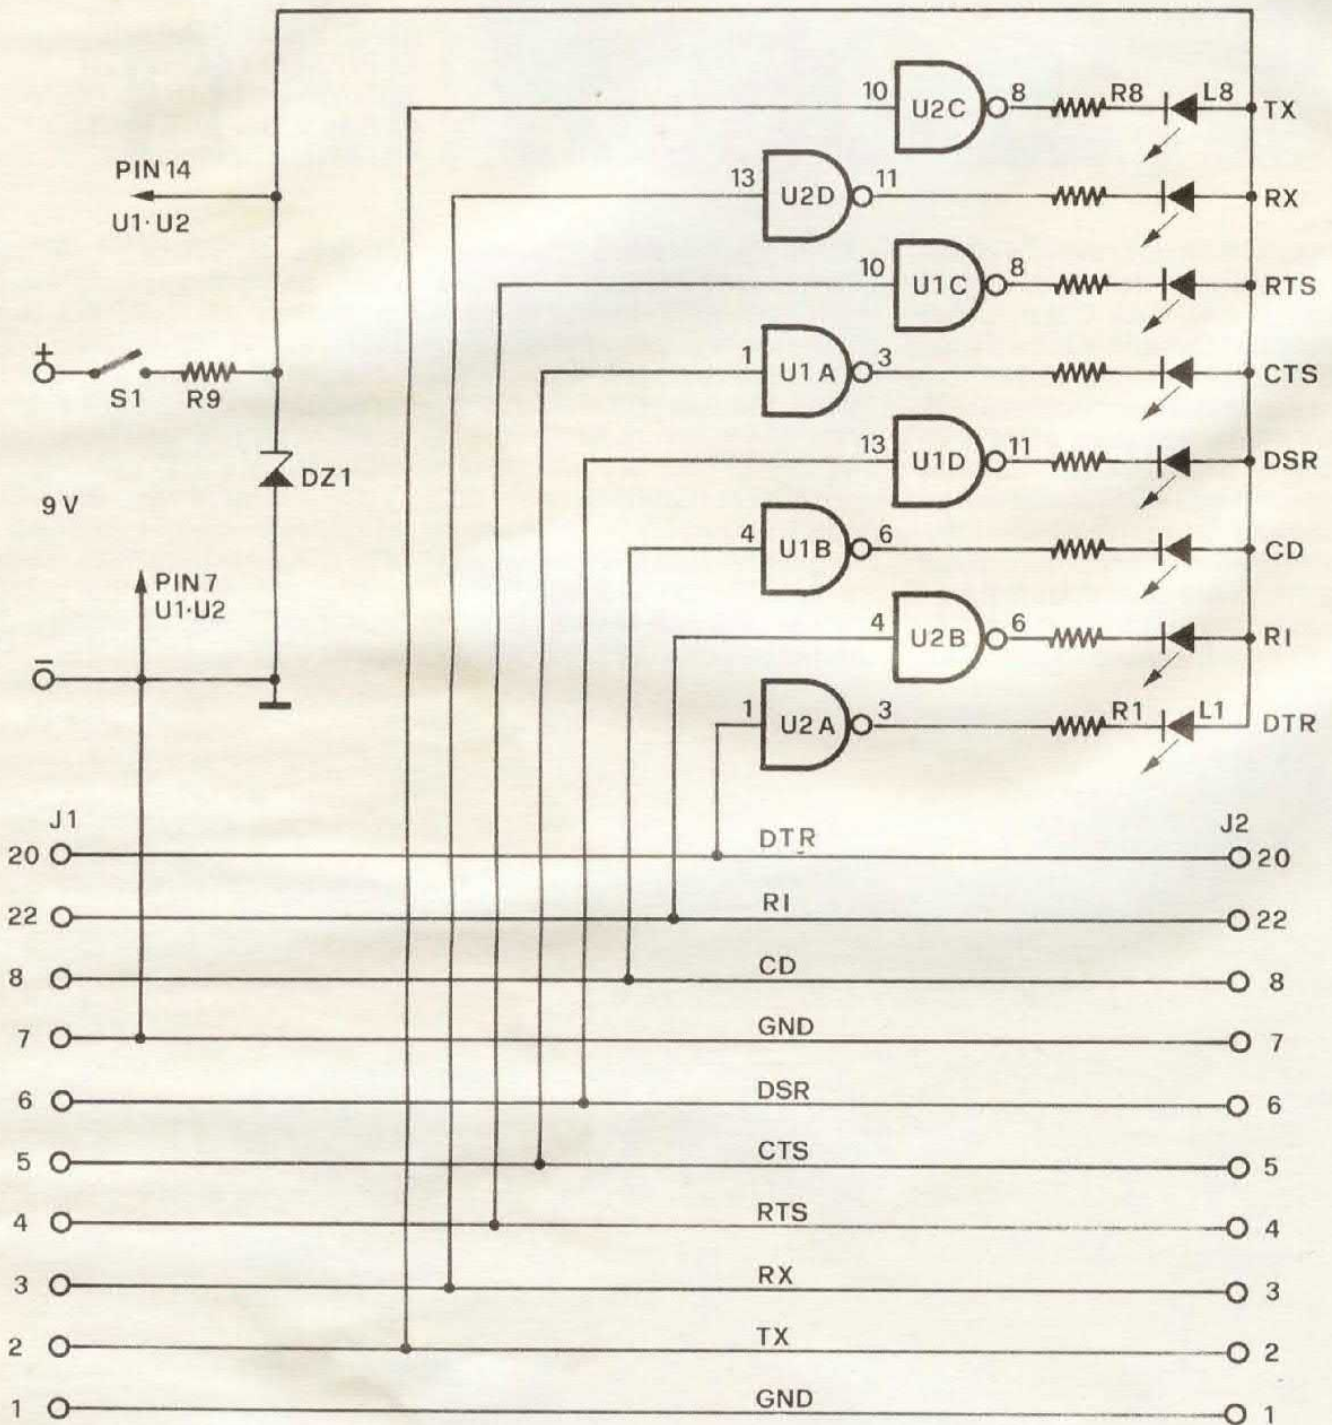 10 U2C 8 R8 L8 TX
PIN 14
U1·U2
13 U2D 11 RX
10 U1C 8 RTS
+ S1 R9
1 U1A 3 CTS
13 U1D 11 DSR
DZ1
9 V
4 U1B 6 CD
PIN 7
U1·U2
4 U2B 6 RI
−
1 U2A 3 R1 L1 DTR
J1 J2
20 DTR 20
22 RI 22
8 CD 8
7 GND 7
6 DSR 6
5 CTS 5
4 RTS 4
3 RX 3
2 TX 2
1 GND 1